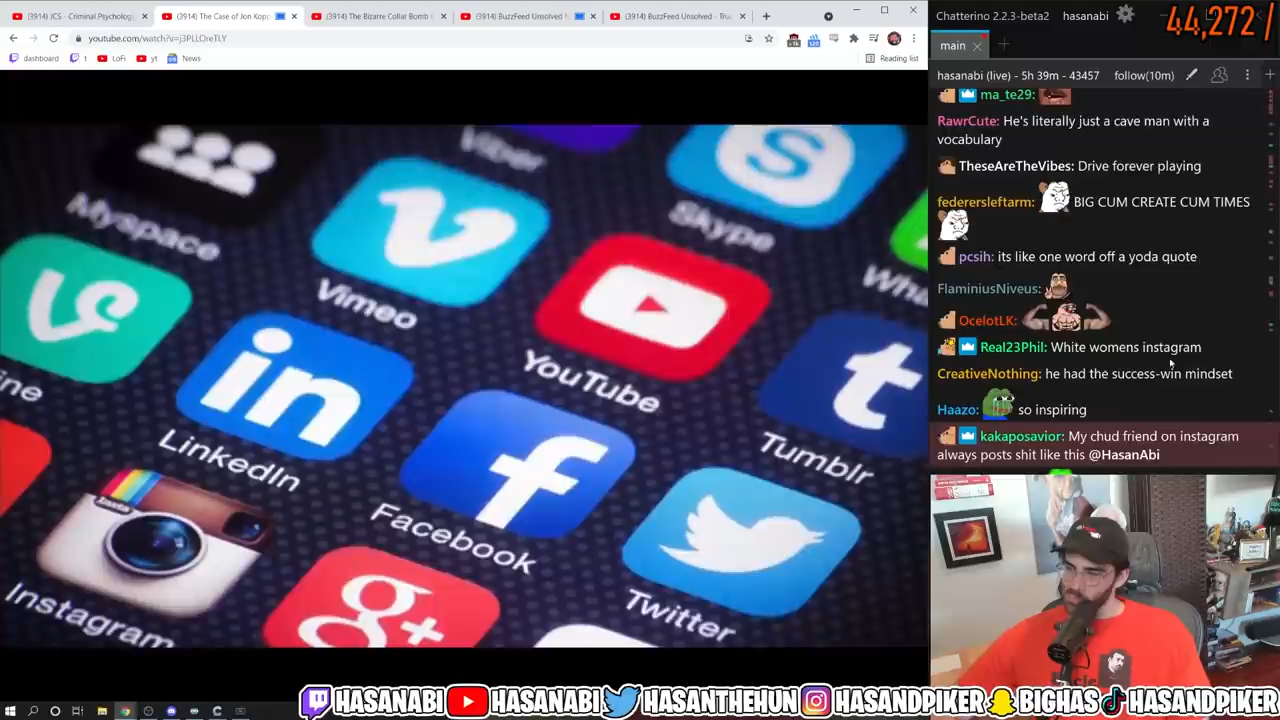 (3914) JCS - Criminal Psychology
(3914) The Case of Jon Kopp
(3914) The Bizarre Collar Bomb
(3914) BuzzFeed Unsolved
(3914) BuzzFeed Unsolved - Tru
youtube.com/watch?v=j3PLLOreTLY
dashboard
t
LoFi
yt
News
Reading list
Myspace
Viber
Skype
Vimeo
YouTube
LinkedIn
in
Facebook
f
Tumblr
t
Instagram
Insta
g+
Twitter
Chatterino 2.2.3-beta2
hasanabi
44,272 /
main
hasanabi (live) - 5h 39m - 43457
follow(10m)
ma_te29:
RawrCute: He's literally just a cave man with a
vocabulary
TheseAreTheVibes: Drive forever playing
federersleftarm: BIG CUM CREATE CUM TIMES
pcsih: its like one word off a yoda quote
FlaminiusNiveus:
OcelotLK:
Real23Phil: White womens instagram
CreativeNothing: he had the success-win mindset
Haazo: so inspiring
kakaposavior: My chud friend on instagram
always posts shit like this @HasanAbi
HASANABI
HASANABI
HASANTHEHUN
HASANDPIKER
BIGHAS
HASANDPIKER